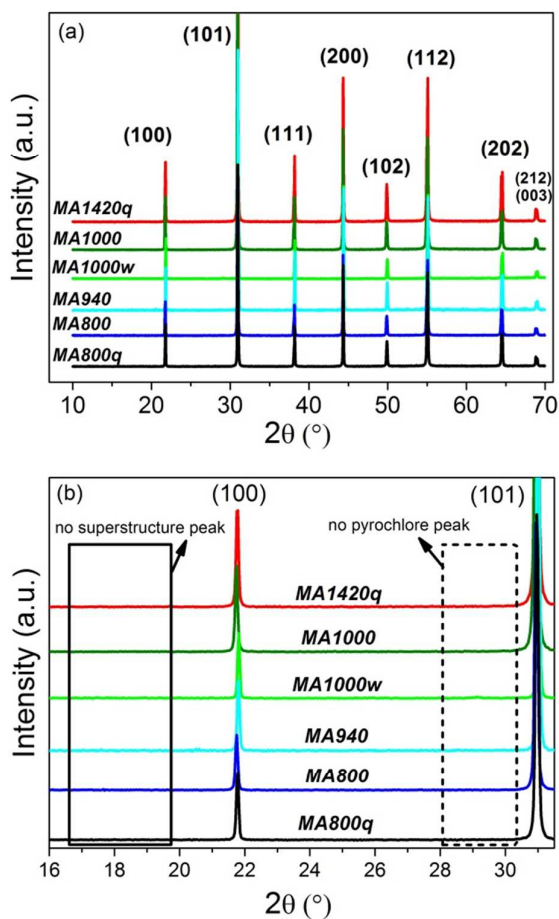 (a)
Intensity (a.u.)
(100)
(101)
(111)
(200)
(102)
(112)
(202)
(212)
(003)
MA1420q
MA1000
MA1000w
MA940
MA800
MA800q
10 20 30 40 50 60 70
2θ (°)
(b)
Intensity (a.u.)
(100)
(101)
no superstructure peak
no pyrochlore peak
MA1420q
MA1000
MA1000w
MA940
MA800
MA800q
16 18 20 22 24 26 28 30
2θ (°)